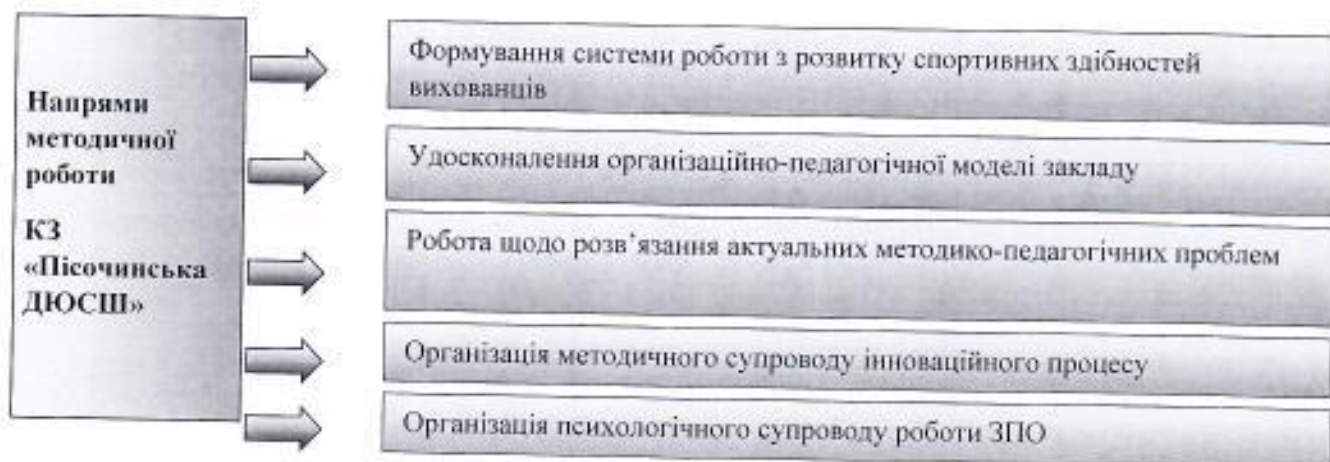 Напрями
методичної
роботи
КЗ
«Пісочинська
ДЮСШ»
Формування системи роботи з розвитку спортивних здібностей
вихованців
Удосконалення організаційно-педагогічної моделі закладу
Робота щодо розв’язання актуальних методико-педагогічних проблем
Організація методичного супроводу інноваційного процесу
Організація психологічного супроводу роботи ЗПО